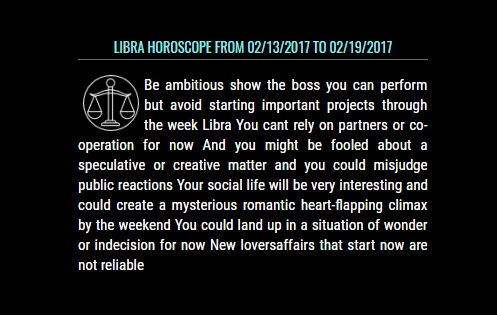 LIBRA HOROSCOPE FROM 02/13/2017 TO 02/19/2017
Be ambitious show the boss you can perform
but avoid starting important projects through
the week Libra You cant rely on partners or co-
operation for now And you might be fooled about a
speculative or creative matter and you could misjudge
public reactions Your social life will be very interesting and
could create a mysterious romantic heart-flapping climax
by the weekend You could land up in a situation of wonder
or indecision for now New loversaffairs that start now are
not reliable